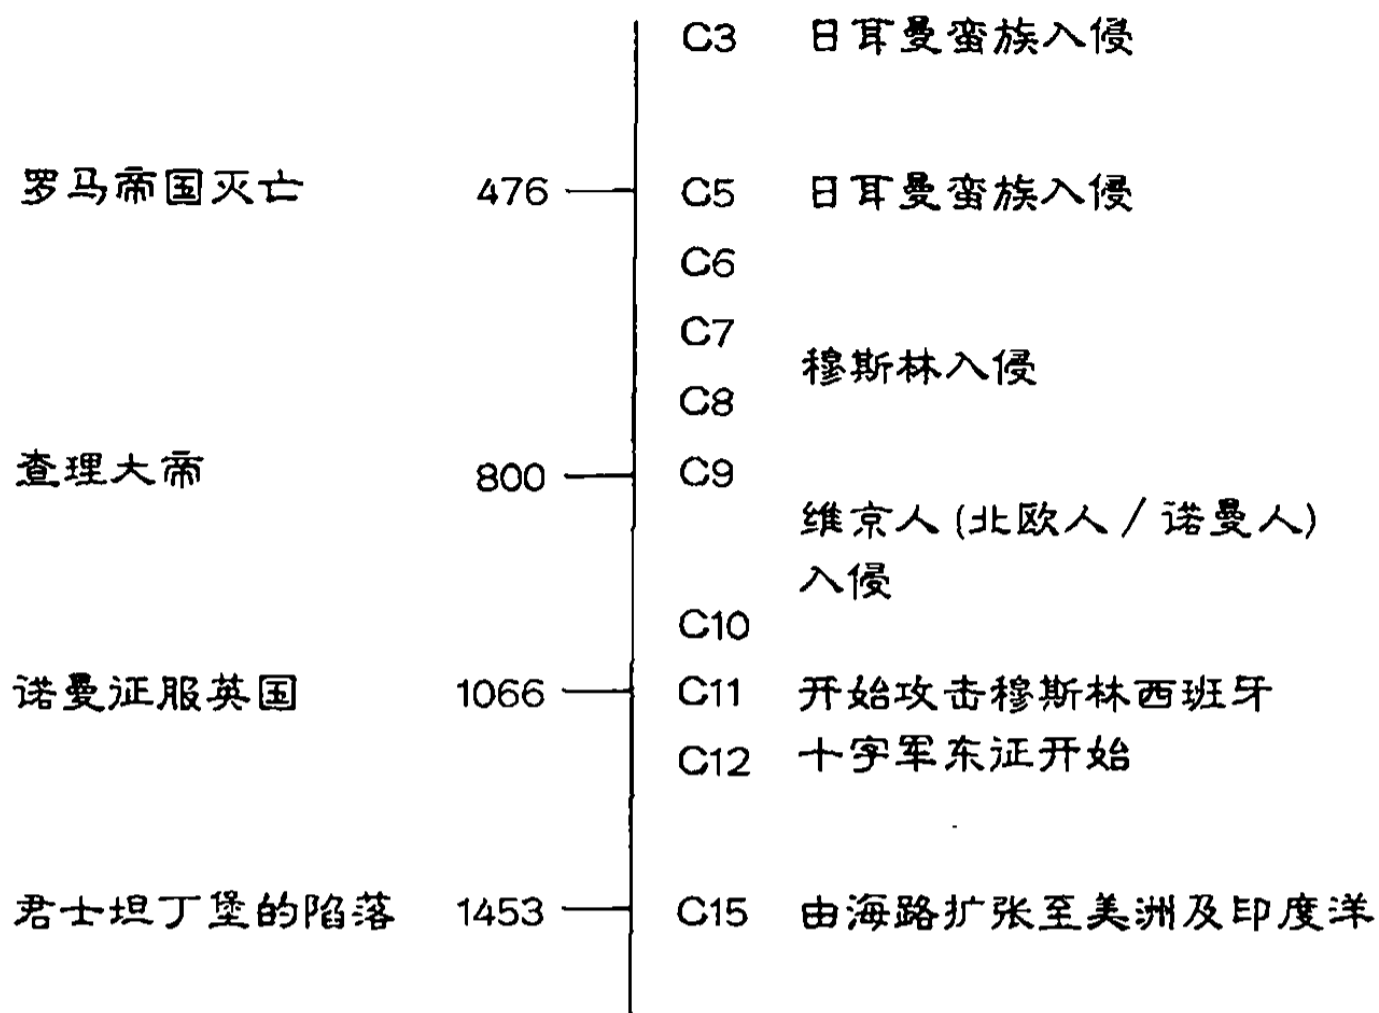 C3 日耳曼蛮族入侵
罗马帝国灭亡 476 C5 日耳曼蛮族入侵
C6
C7
穆斯林入侵
C8
查理大帝 800 C9
维京人(北欧人/诺曼人)
入侵
C10
诺曼征服英国 1066 C11 开始攻击穆斯林西班牙
C12 十字军东征开始
君士坦丁堡的陷落 1453 C15 由海路扩张至美洲及印度洋